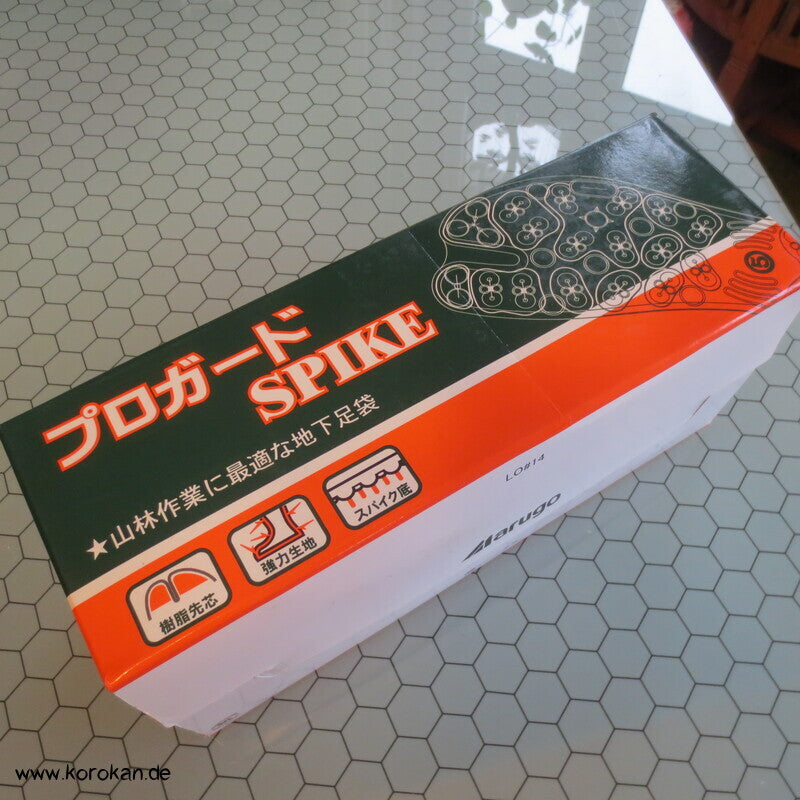 プロガード
SPIKE
★山林作業に最適な地下足袋
樹脂先芯
強力生地
スパイク底
LO#14
Marugo
www.korokan.de